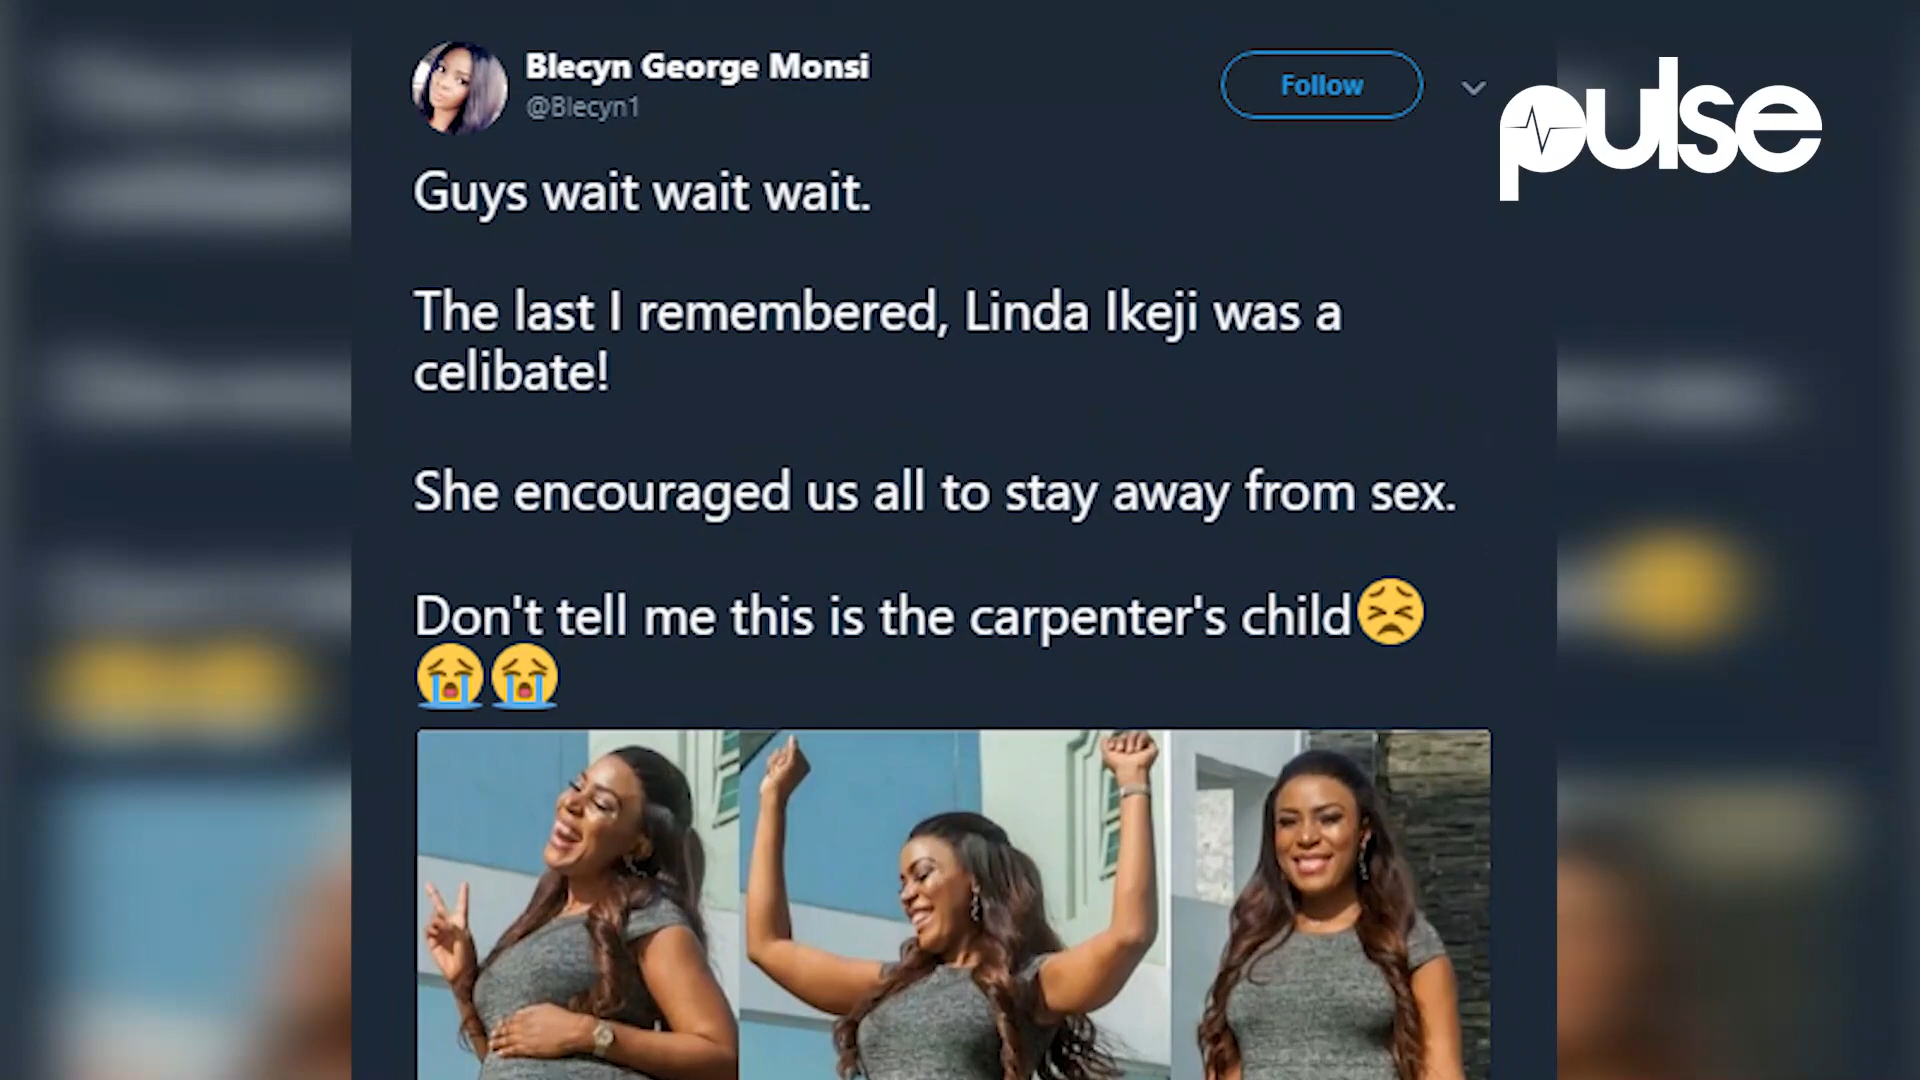 Blecyn George Monsi
@Blecyn1
Follow
pulse
Guys wait wait wait.
The last I remembered, Linda Ikeji was a
celibate!
She encouraged us all to stay away from sex.
Don't tell me this is the carpenter's child😣
😭😭